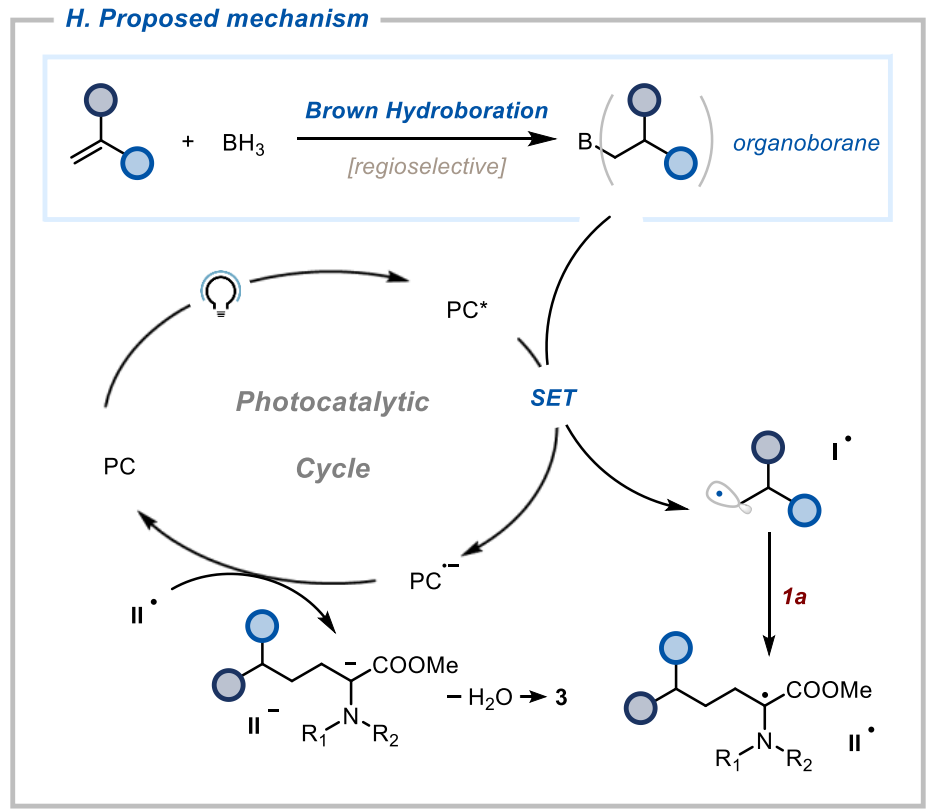 H. Proposed mechanism
Brown Hydroboration
+ BH3
[regioselective]
B
organoborane
PC*
SET
Photocatalytic
Cycle
PC
I•
PC•−
1a
II•
− COOMe
N
R1 R2
II −
− H2O → 3
• COOMe
N
R1 R2
II•